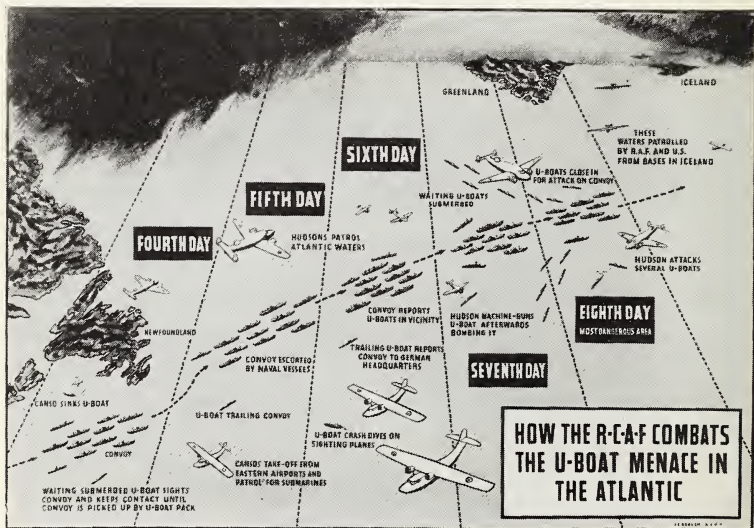 GREENLAND
ICELAND
THESE
WATERS PATROLLED
BY R.A.F. AND U.S.
FROM BASES IN ICELAND
SIXTH DAY
U-BOATS CLOSE IN
FOR ATTACK ON CONVOY
WAITING U-BOATS
SUBMERGED
FIFTH DAY
HUDSONS PATROL
ATLANTIC WATERS
FOURTH DAY
HUDSON ATTACKS
SEVERAL U-BOATS
NEWFOUNDLAND
CONVOY REPORTS
U-BOATS IN VICINITY
HUDSON MACHINE-GUNS
U-BOAT AFTERWARDS
BOMBING IT
EIGHTH DAY
MOST DANGEROUS AREA
CONVOY ESCORTED
BY NAVAL VESSELS
TRAILING U-BOAT REPORTS
CONVOY TO GERMAN
HEADQUARTERS
SEVENTH DAY
CANSO SINKS U-BOAT
U-BOAT TRAILING CONVOY
U-BOAT CRASH DIVES ON
SIGHTING PLANES
CONVOY
CANSOS TAKE-OFF FROM
EASTERN AIRPORTS AND
PATROL FOR SUBMARINES
WAITING SUBMERGED U-BOAT SIGHTS
CONVOY AND KEEPS CONTACT UNTIL
CONVOY IS PICKED UP BY U-BOAT PACK
HOW THE R-C-A-F COMBATS
THE U-BOAT MENACE IN
THE ATLANTIC